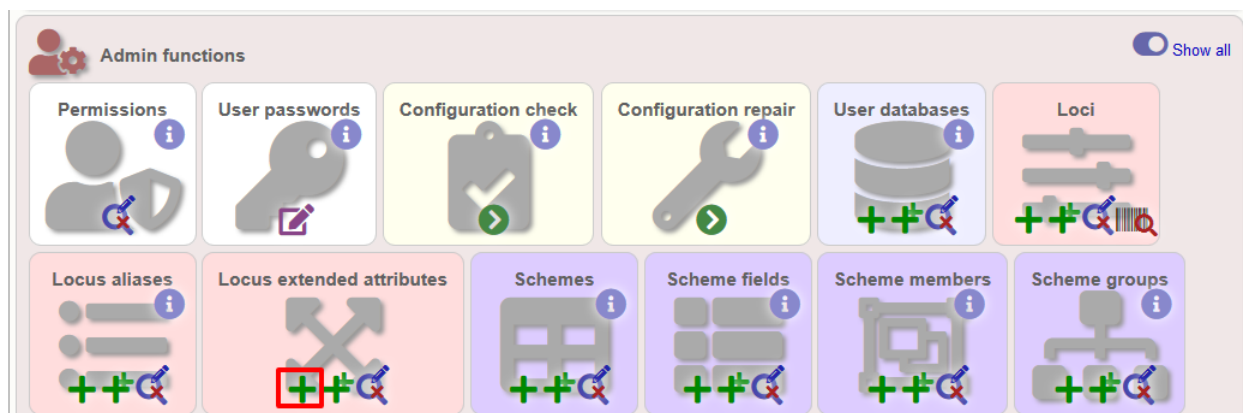 Admin functions
Show all
Permissions
User passwords
Configuration check
Configuration repair
User databases
Loci
Locus aliases
Locus extended attributes
Schemes
Scheme fields
Scheme members
Scheme groups